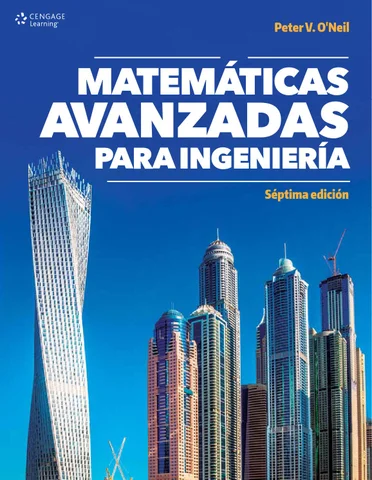 CENGAGE
Learning
Peter V. O'Neil
MATEMÁTICAS
AVANZADAS
PARA INGENIERÍA
Séptima edición